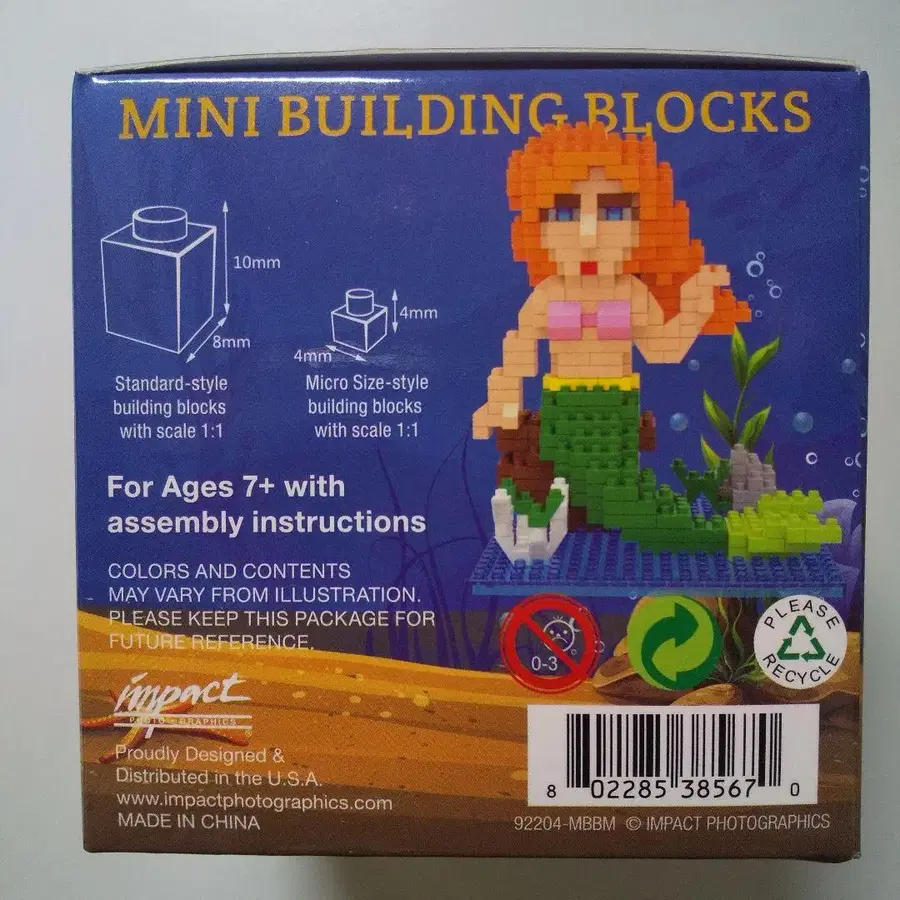 MINI BUILDING BLOCKS
10mm
8mm
4mm
4mm
Standard-style
building blocks
with scale 1:1
Micro Size-style
building blocks
with scale 1:1
For Ages 7+ with
assembly instructions
COLORS AND CONTENTS
MAY VARY FROM ILLUSTRATION.
PLEASE KEEP THIS PACKAGE FOR
FUTURE REFERENCE.
0-3
PLEASE
RECYCLE
impact
PHOTO-GRAPHICS
Proudly Designed &
Distributed in the U.S.A.
www.impactphotographics.com
MADE IN CHINA
8 02285 38567 0
92204-MBBM © IMPACT PHOTOGRAPHICS